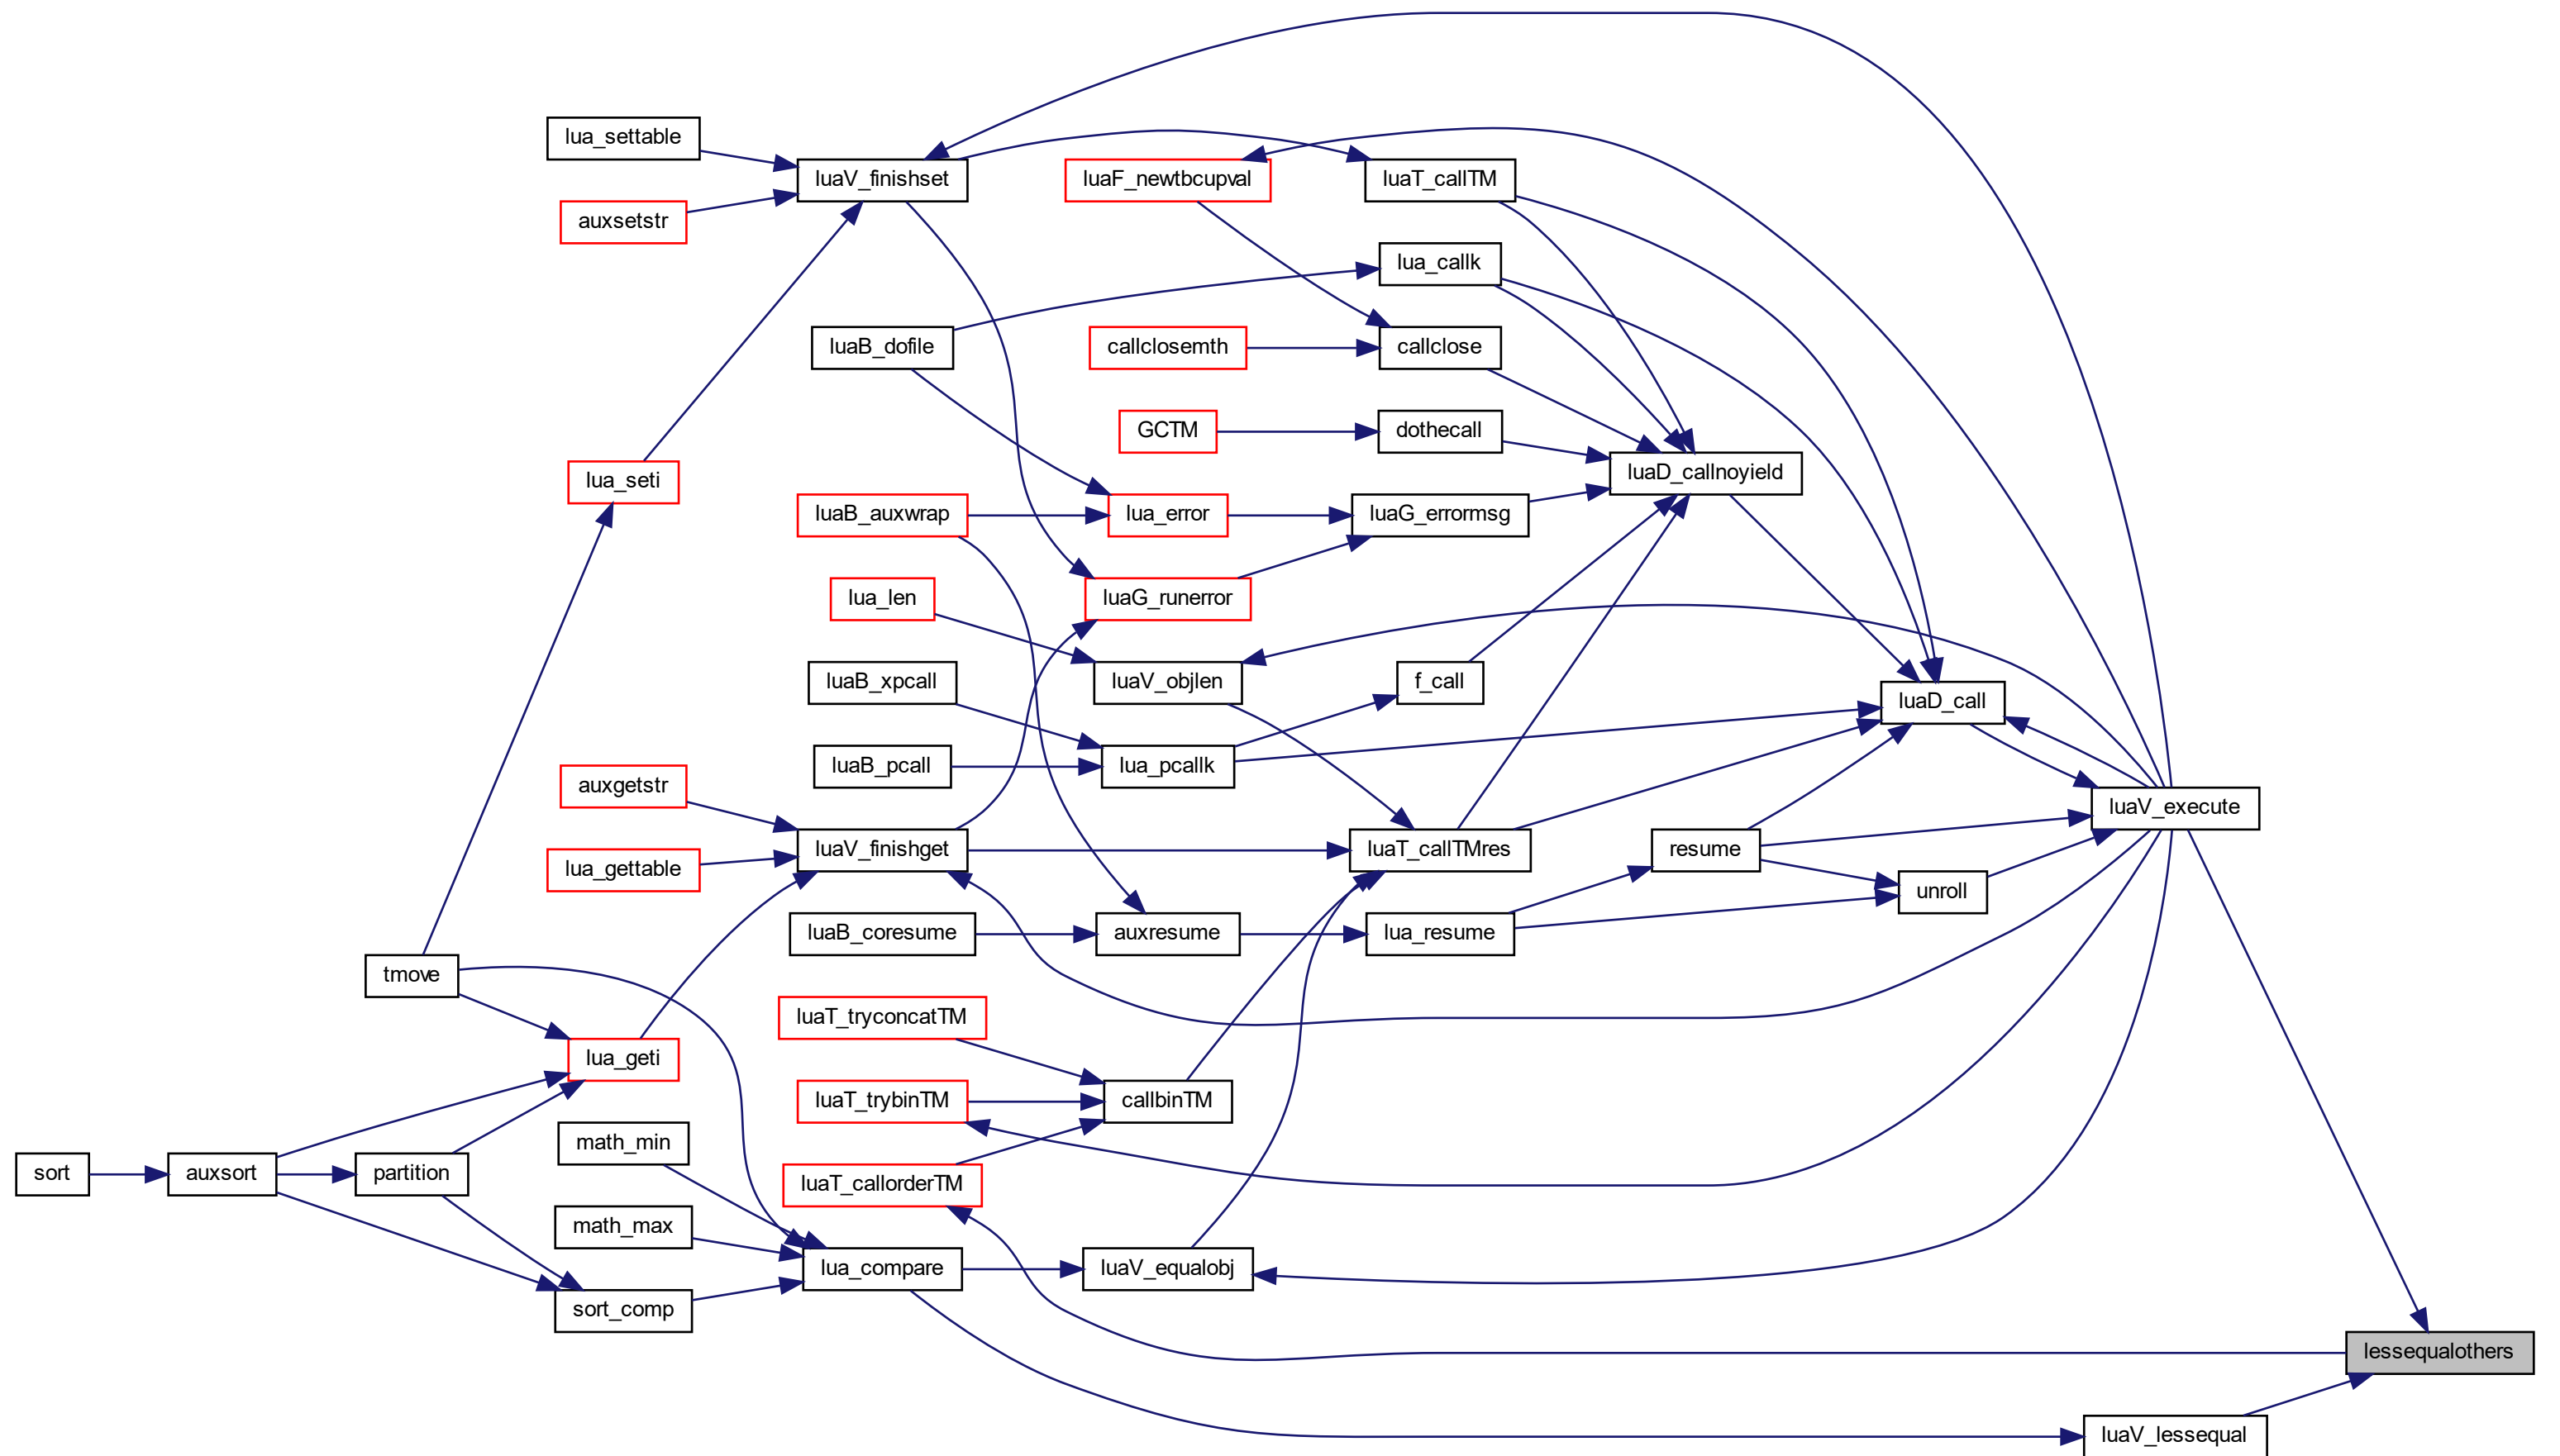 lua_settable
luaV_finishset
luaF_newtbcupval
luaT_callTM
auxsetstr
lua_callk
luaB_dofile
callclosemth
callclose
GCTM
dothecall
lua_seti
luaD_callnoyield
luaB_auxwrap
lua_error
luaG_errormsg
lua_len
luaG_runerror
luaB_xpcall
luaV_objlen
f_call
luaD_call
auxgetstr
luaB_pcall
lua_pcallk
luaV_execute
lua_gettable
luaV_finishget
luaT_callTMres
resume
unroll
tmove
luaB_coresume
auxresume
lua_resume
luaT_tryconcatTM
lua_geti
luaT_trybinTM
callbinTM
math_min
sort
auxsort
partition
luaT_callorderTM
math_max
lua_compare
luaV_equalobj
sort_comp
lessequalothers
luaV_lessequal